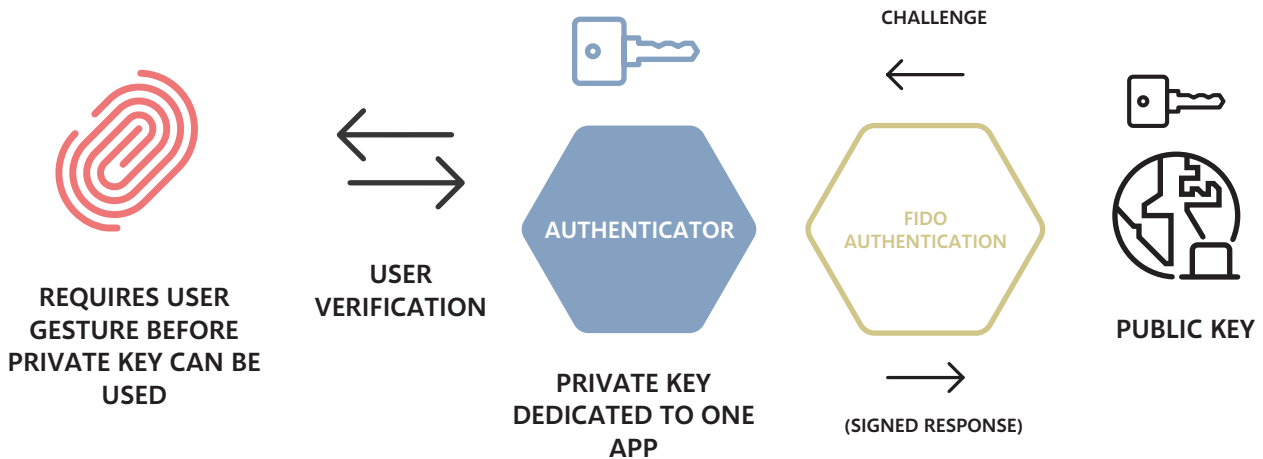 REQUIRES USER
GESTURE BEFORE
PRIVATE KEY CAN BE
USED
USER
VERIFICATION
AUTHENTICATOR
PRIVATE KEY
DEDICATED TO ONE
APP
CHALLENGE
FIDO
AUTHENTICATION
(SIGNED RESPONSE)
PUBLIC KEY